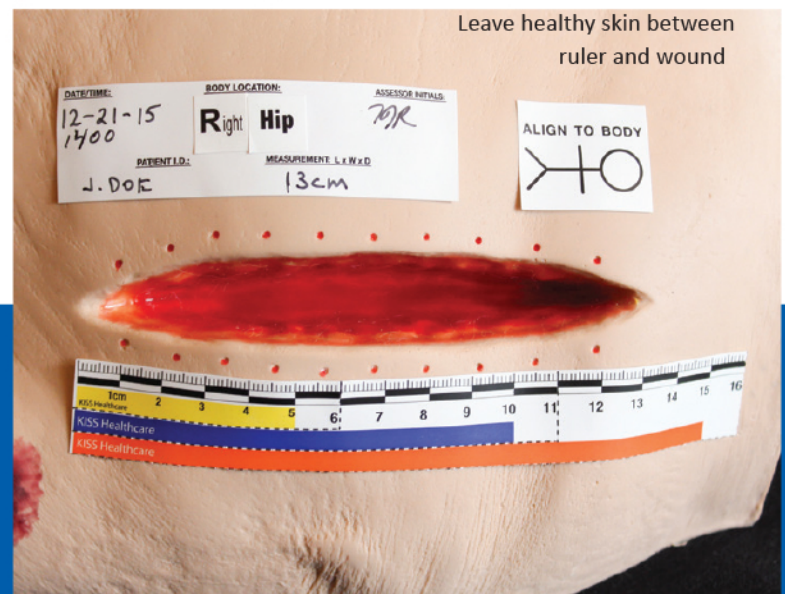 Leave healthy skin between
ruler and wound
DATE/TIME:
12-21-15
1400
BODY LOCATION:
Right Hip
ASSESSOR INITIALS:
PATIENT I.D.:
J. DOE
MEASUREMENT L x W x D
13cm
ALIGN TO BODY
1cm 2 3 4 5 6 7 8 9 10 11 12 13 14 15 16
KISS Healthcare
KISS Healthcare
KISS Healthcare